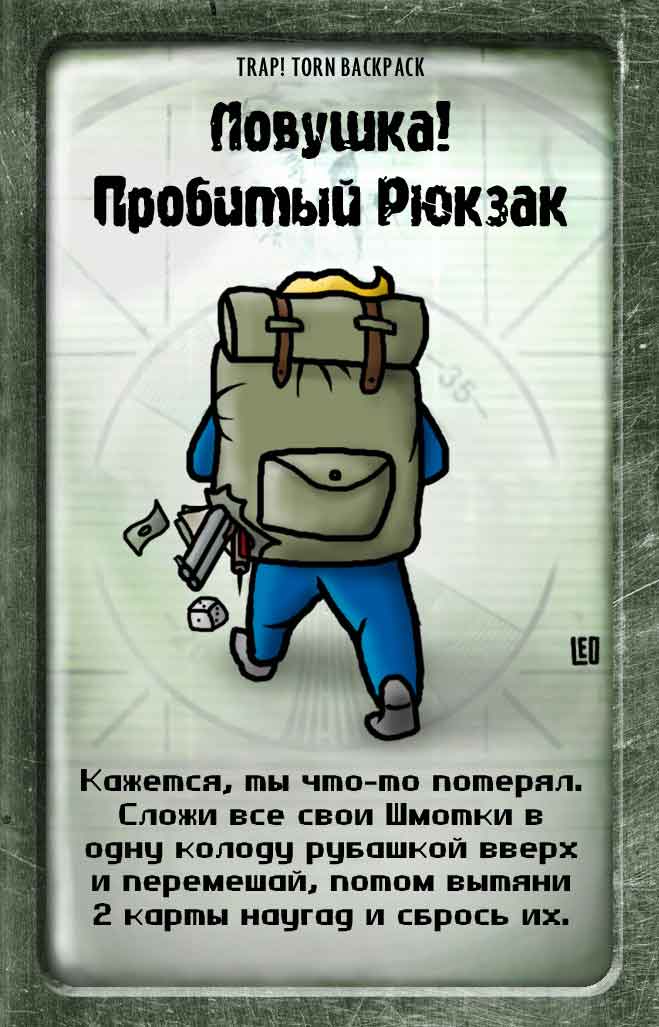 TRAP! TORN BACKPACK
Ловушка!
Пробитый Рюкзак
35
LEO
Кажется, ты что-то потерял.
Сложи все свои Шмотки в
одну колоду рубашкой вверх
и перемешай, потом вытяни
2 карты наугад и сбрось их.